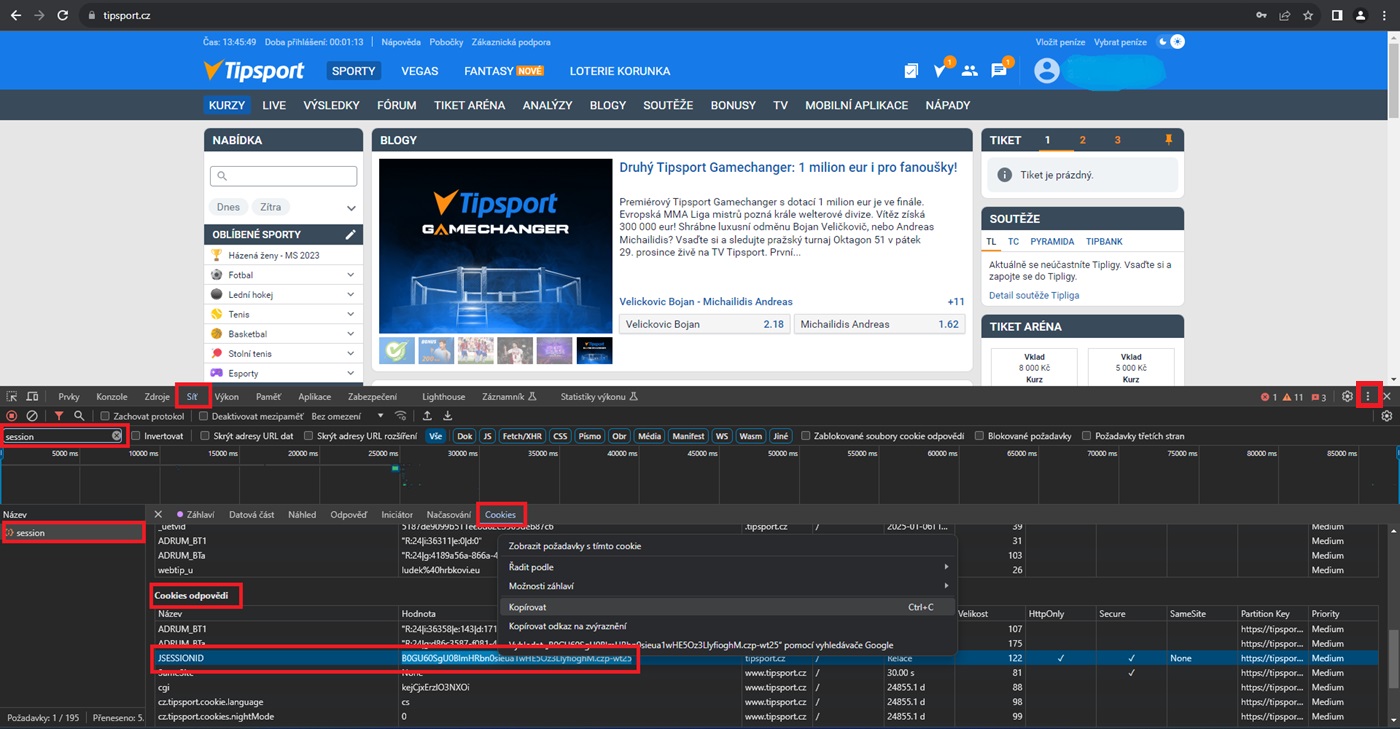 tipsport.cz
Čas: 13:45:49 Doba přihlášení: 00:01:13 Nápověda Pobočky Zákaznická podpora Vložit peníze Vybrat peníze
Tipsport SPORTY VEGAS FANTASY NOVÉ LOTERIE KORUNKA 1 1
KURZY LIVE VÝSLEDKY FÓRUM TIKET ARÉNA ANALÝZY BLOGY SOUTĚŽE BONUSY TV MOBILNÍ APLIKACE NÁPADY
NABÍDKA
Dnes Zítra
OBLÍBENÉ SPORTY
Házená ženy - MS 2023
Fotbal
Lední hokej
Tenis
Basketbal
Stolní tenis
Esporty
BLOGY
Tipsport
GAMECHANGER
Druhý Tipsport Gamechanger: 1 milion eur i pro fanoušky!
Premiérový Tipsport Gamechanger s dotací 1 milion eur je ve finále.
Evropská MMA Liga mistrů pozná krále welterové divize. Vítěz získá
300 000 eur! Shrábne luxusní odměnu Bojan Veličkovič, nebo Andreas
Michailidis? Vsaďte si a sledujte pražský turnaj Oktagon 51 v pátek
29. prosince živě na TV Tipsport. První...
Velickovic Bojan - Michailidis Andreas +11
Velickovic Bojan 2.18 Michailidis Andreas 1.62
TIKET 1 2 3
Tiket je prázdný.
SOUTĚŽE
TL TC PYRAMIDA TIPBANK
Aktuálně se neúčastníte Tipligy. Vsaďte si a
zapojte se do Tipligy.
Detail soutěže Tipliga
TIKET ARÉNA
Vklad Vklad
8 000 Kč 5 000 Kč
Kurz Kurz
Prvky Konzole Zdroje Síť Výkon Paměť Aplikace Zabezpečení Lighthouse Záznamník Statistiky výkonu 1 11 3
Zachovat protokol Deaktivovat mezipaměť Bez omezení
session Invertovat Skrýt adresy URL dat Skrýt adresy URL rozšíření Vše Dok JS Fetch/XHR CSS Písmo Obr Média Manifest WS Wasm Jiné Zablokované soubory cookie odpovědi Blokované požadavky Požadavky třetích stran
5000 ms 10000 ms 15000 ms 20000 ms 25000 ms 30000 ms 35000 ms 40000 ms 45000 ms 50000 ms 55000 ms 60000 ms 65000 ms 70000 ms 75000 ms 80000 ms 85000 ms
Název
session
Požadavky: 1 / 195 Přeneseno: 5.
Záhlaví Datová část Náhled Odpověď Iniciátor Načasování Cookies
_uetvid .tipsport.cz / 2025-01-06T1... 39 Medium
ADRUM_BT1 "R:24|i:36311|e:0|d:0" 31 Medium
ADRUM_BTa "R:24|g:4189a56a-866a-4 103 Medium
webtip_u ludek%40hrbkovi.eu 26 Medium
Zobrazit požadavky s tímto cookie
Řadit podle
Možnosti záhlaví
Kopírovat Ctrl+C
Kopírovat odkaz na zvýraznění
Cookies odpovědi
Název Hodnota Velikost HttpOnly Secure SameSite Partition Key Priority
ADRUM_BT1 "R:24|i:36358|e:143|d:171 107 https://tipspor... Medium
175 https://tipspor... Medium
JSESSIONID B0GU60SgU0BlmHRbn0sieua1wHE5Oz3LlyfioghM.czp-wt25 tipsport.cz / Relace 122 ✓ ✓ None https://tipspor... Medium
SameSite None www.tipsport.cz / 30.00 s 81 ✓ https://tipspor... Medium
cgi kejCjxErzIO3NXOi www.tipsport.cz / 24855.1 d 88 https://tipspor... Medium
cz.tipsport.cookie.language cs www.tipsport.cz / 24855.1 d 98 https://tipspor... Medium
cz.tipsport.cookies.nightMode 0 www.tipsport.cz / 24855.1 d 99 https://tipspor... Medium